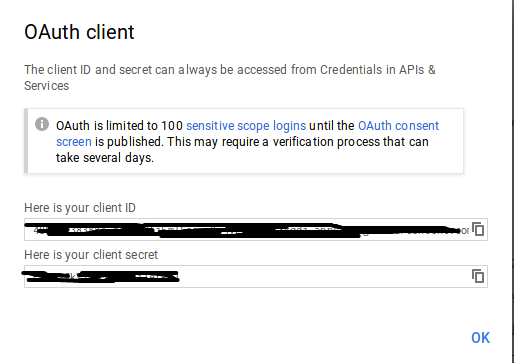 OAuth client
The client ID and secret can always be accessed from Credentials in APIs &
Services
OAuth is limited to 100 sensitive scope logins until the OAuth consent
screen is published. This may require a verification process that can
take several days.
Here is your client ID
Here is your client secret
OK